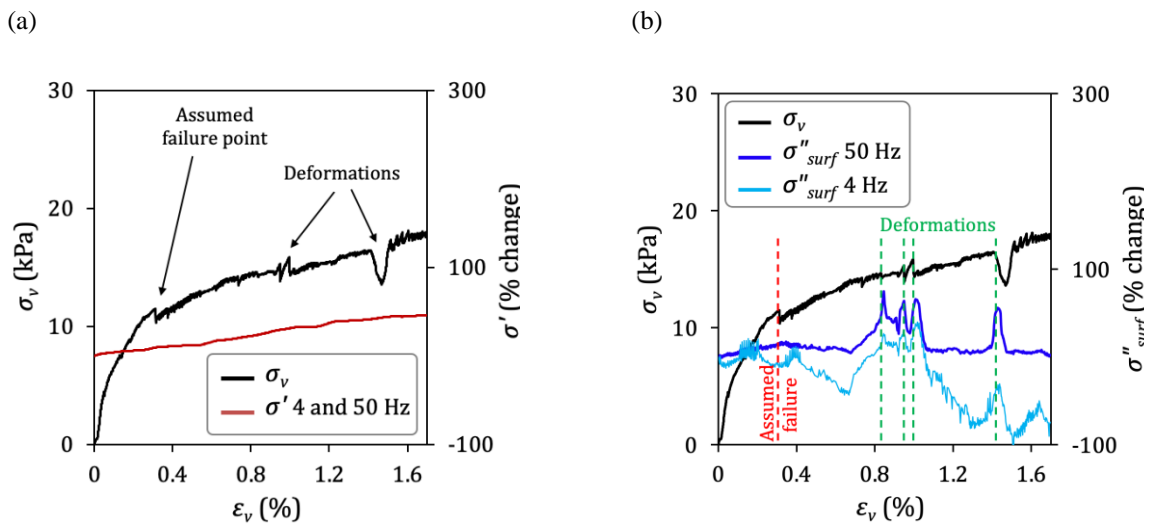 (a)
(b)
30
20
10
0
σv (kPa)
300
100
-100
σ' (% change)
Assumed
failure point
Deformations
σv
σ' 4 and 50 Hz
0 0.4 0.8 1.2 1.6
εv (%)
30
20
10
0
σv (kPa)
300
100
-100
σ″surf (% change)
σv
σ″surf 50 Hz
σ″surf 4 Hz
Deformations
Assumed
failure
0 0.4 0.8 1.2 1.6
εv (%)